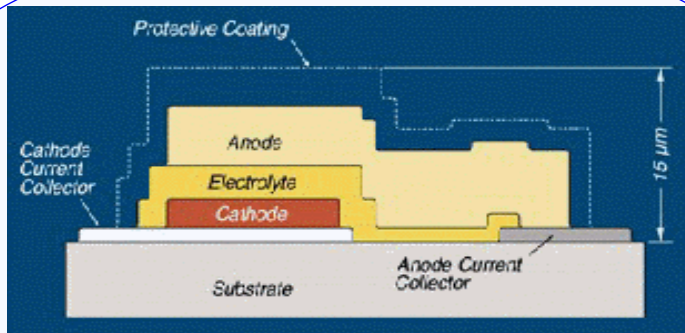 Protective Coating
Cathode
Current
Collector
Anode
Electrolyte
Cathode
15 µm
Anode Current
Collector
Substrate